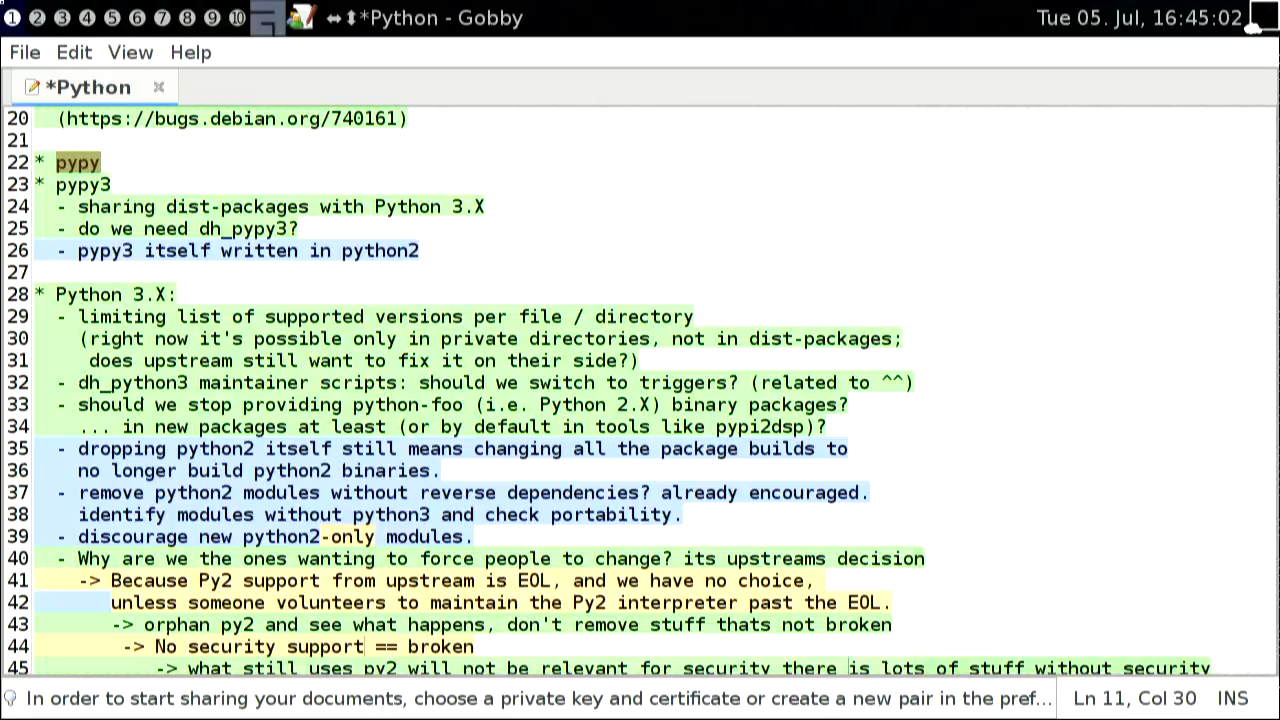 1 2 3 4 5 6 7 8 9 10 *Python - Gobby Tue 05. Jul, 16:45:02
File Edit View Help
*Python
20 (https://bugs.debian.org/740161)
21
22 * pypy
23 * pypy3
24 - sharing dist-packages with Python 3.X
25 - do we need dh_pypy3?
26 - pypy3 itself written in python2
27
28 * Python 3.X:
29 - limiting list of supported versions per file / directory
30 (right now it's possible only in private directories, not in dist-packages;
31 does upstream still want to fix it on their side?)
32 - dh_python3 maintainer scripts: should we switch to triggers? (related to ^^)
33 - should we stop providing python-foo (i.e. Python 2.X) binary packages?
34 ... in new packages at least (or by default in tools like pypi2dsp)?
35 - dropping python2 itself still means changing all the package builds to
36 no longer build python2 binaries.
37 - remove python2 modules without reverse dependencies? already encouraged.
38 identify modules without python3 and check portability.
39 - discourage new python2-only modules.
40 - Why are we the ones wanting to force people to change? its upstreams decision
41 -> Because Py2 support from upstream is EOL, and we have no choice,
42 unless someone volunteers to maintain the Py2 interpreter past the EOL.
43 -> orphan py2 and see what happens, don't remove stuff thats not broken
44 -> No security support == broken
45 -> what still uses py2 will not be relevant for security there is lots of stuff without security
In order to start sharing your documents, choose a private key and certificate or create a new pair in the pref... Ln 11, Col 30 INS